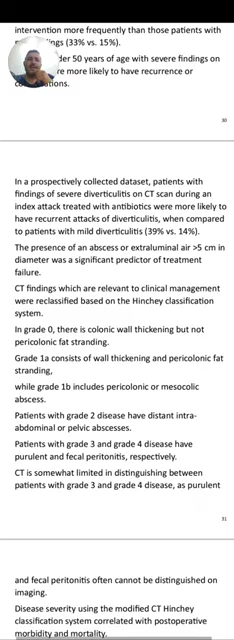 intervention more frequently than those patients with
ings (33% vs. 15%).
der 50 years of age with severe findings on
re more likely to have recurrence or
ations.
30
In a prospectively collected dataset, patients with
findings of severe diverticulitis on CT scan during an
index attack treated with antibiotics were more likely to
have recurrent attacks of diverticulitis, when compared
to patients with mild diverticulitis (39% vs. 14%).
The presence of an abscess or extraluminal air >5 cm in
diameter was a significant predictor of treatment
failure.
CT findings which are relevant to clinical management
were reclassified based on the Hinchey classification
system.
In grade 0, there is colonic wall thickening but not
pericolonic fat stranding.
Grade 1a consists of wall thickening and pericolonic fat
stranding,
while grade 1b includes pericolonic or mesocolic
abscess.
Patients with grade 2 disease have distant intra-
abdominal or pelvic abscesses.
Patients with grade 3 and grade 4 disease have
purulent and fecal peritonitis, respectively.
CT is somewhat limited in distinguishing between
patients with grade 3 and grade 4 disease, as purulent
31
and fecal peritonitis often cannot be distinguished on
imaging.
Disease severity using the modified CT Hinchey
classification system correlated with postoperative
morbidity and mortality.